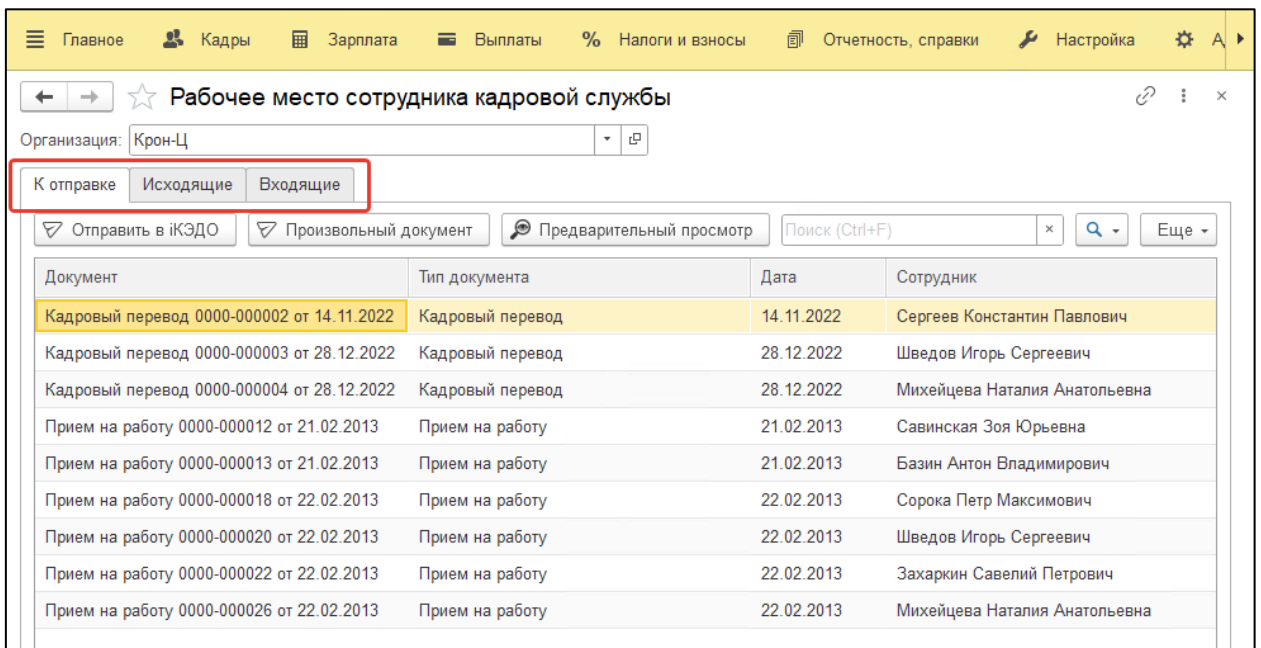 Главное Кадры Зарплата Выплаты % Налоги и взносы Отчетность, справки Настройка А
Рабочее место сотрудника кадровой службы
Организация: Крон-Ц
К отправке Исходящие Входящие
Отправить в iКЭДО Произвольный документ Предварительный просмотр Поиск (Ctrl+F) × Еще
Документ Тип документа Дата Сотрудник
Кадровый перевод 0000-000002 от 14.11.2022 Кадровый перевод 14.11.2022 Сергеев Константин Павлович
Кадровый перевод 0000-000003 от 28.12.2022 Кадровый перевод 28.12.2022 Шведов Игорь Сергеевич
Кадровый перевод 0000-000004 от 28.12.2022 Кадровый перевод 28.12.2022 Михейцева Наталия Анатольевна
Прием на работу 0000-000012 от 21.02.2013 Прием на работу 21.02.2013 Савинская Зоя Юрьевна
Прием на работу 0000-000013 от 21.02.2013 Прием на работу 21.02.2013 Базин Антон Владимирович
Прием на работу 0000-000018 от 22.02.2013 Прием на работу 22.02.2013 Сорока Петр Максимович
Прием на работу 0000-000020 от 22.02.2013 Прием на работу 22.02.2013 Шведов Игорь Сергеевич
Прием на работу 0000-000022 от 22.02.2013 Прием на работу 22.02.2013 Захаркин Савелий Петрович
Прием на работу 0000-000026 от 22.02.2013 Прием на работу 22.02.2013 Михейцева Наталия Анатольевна